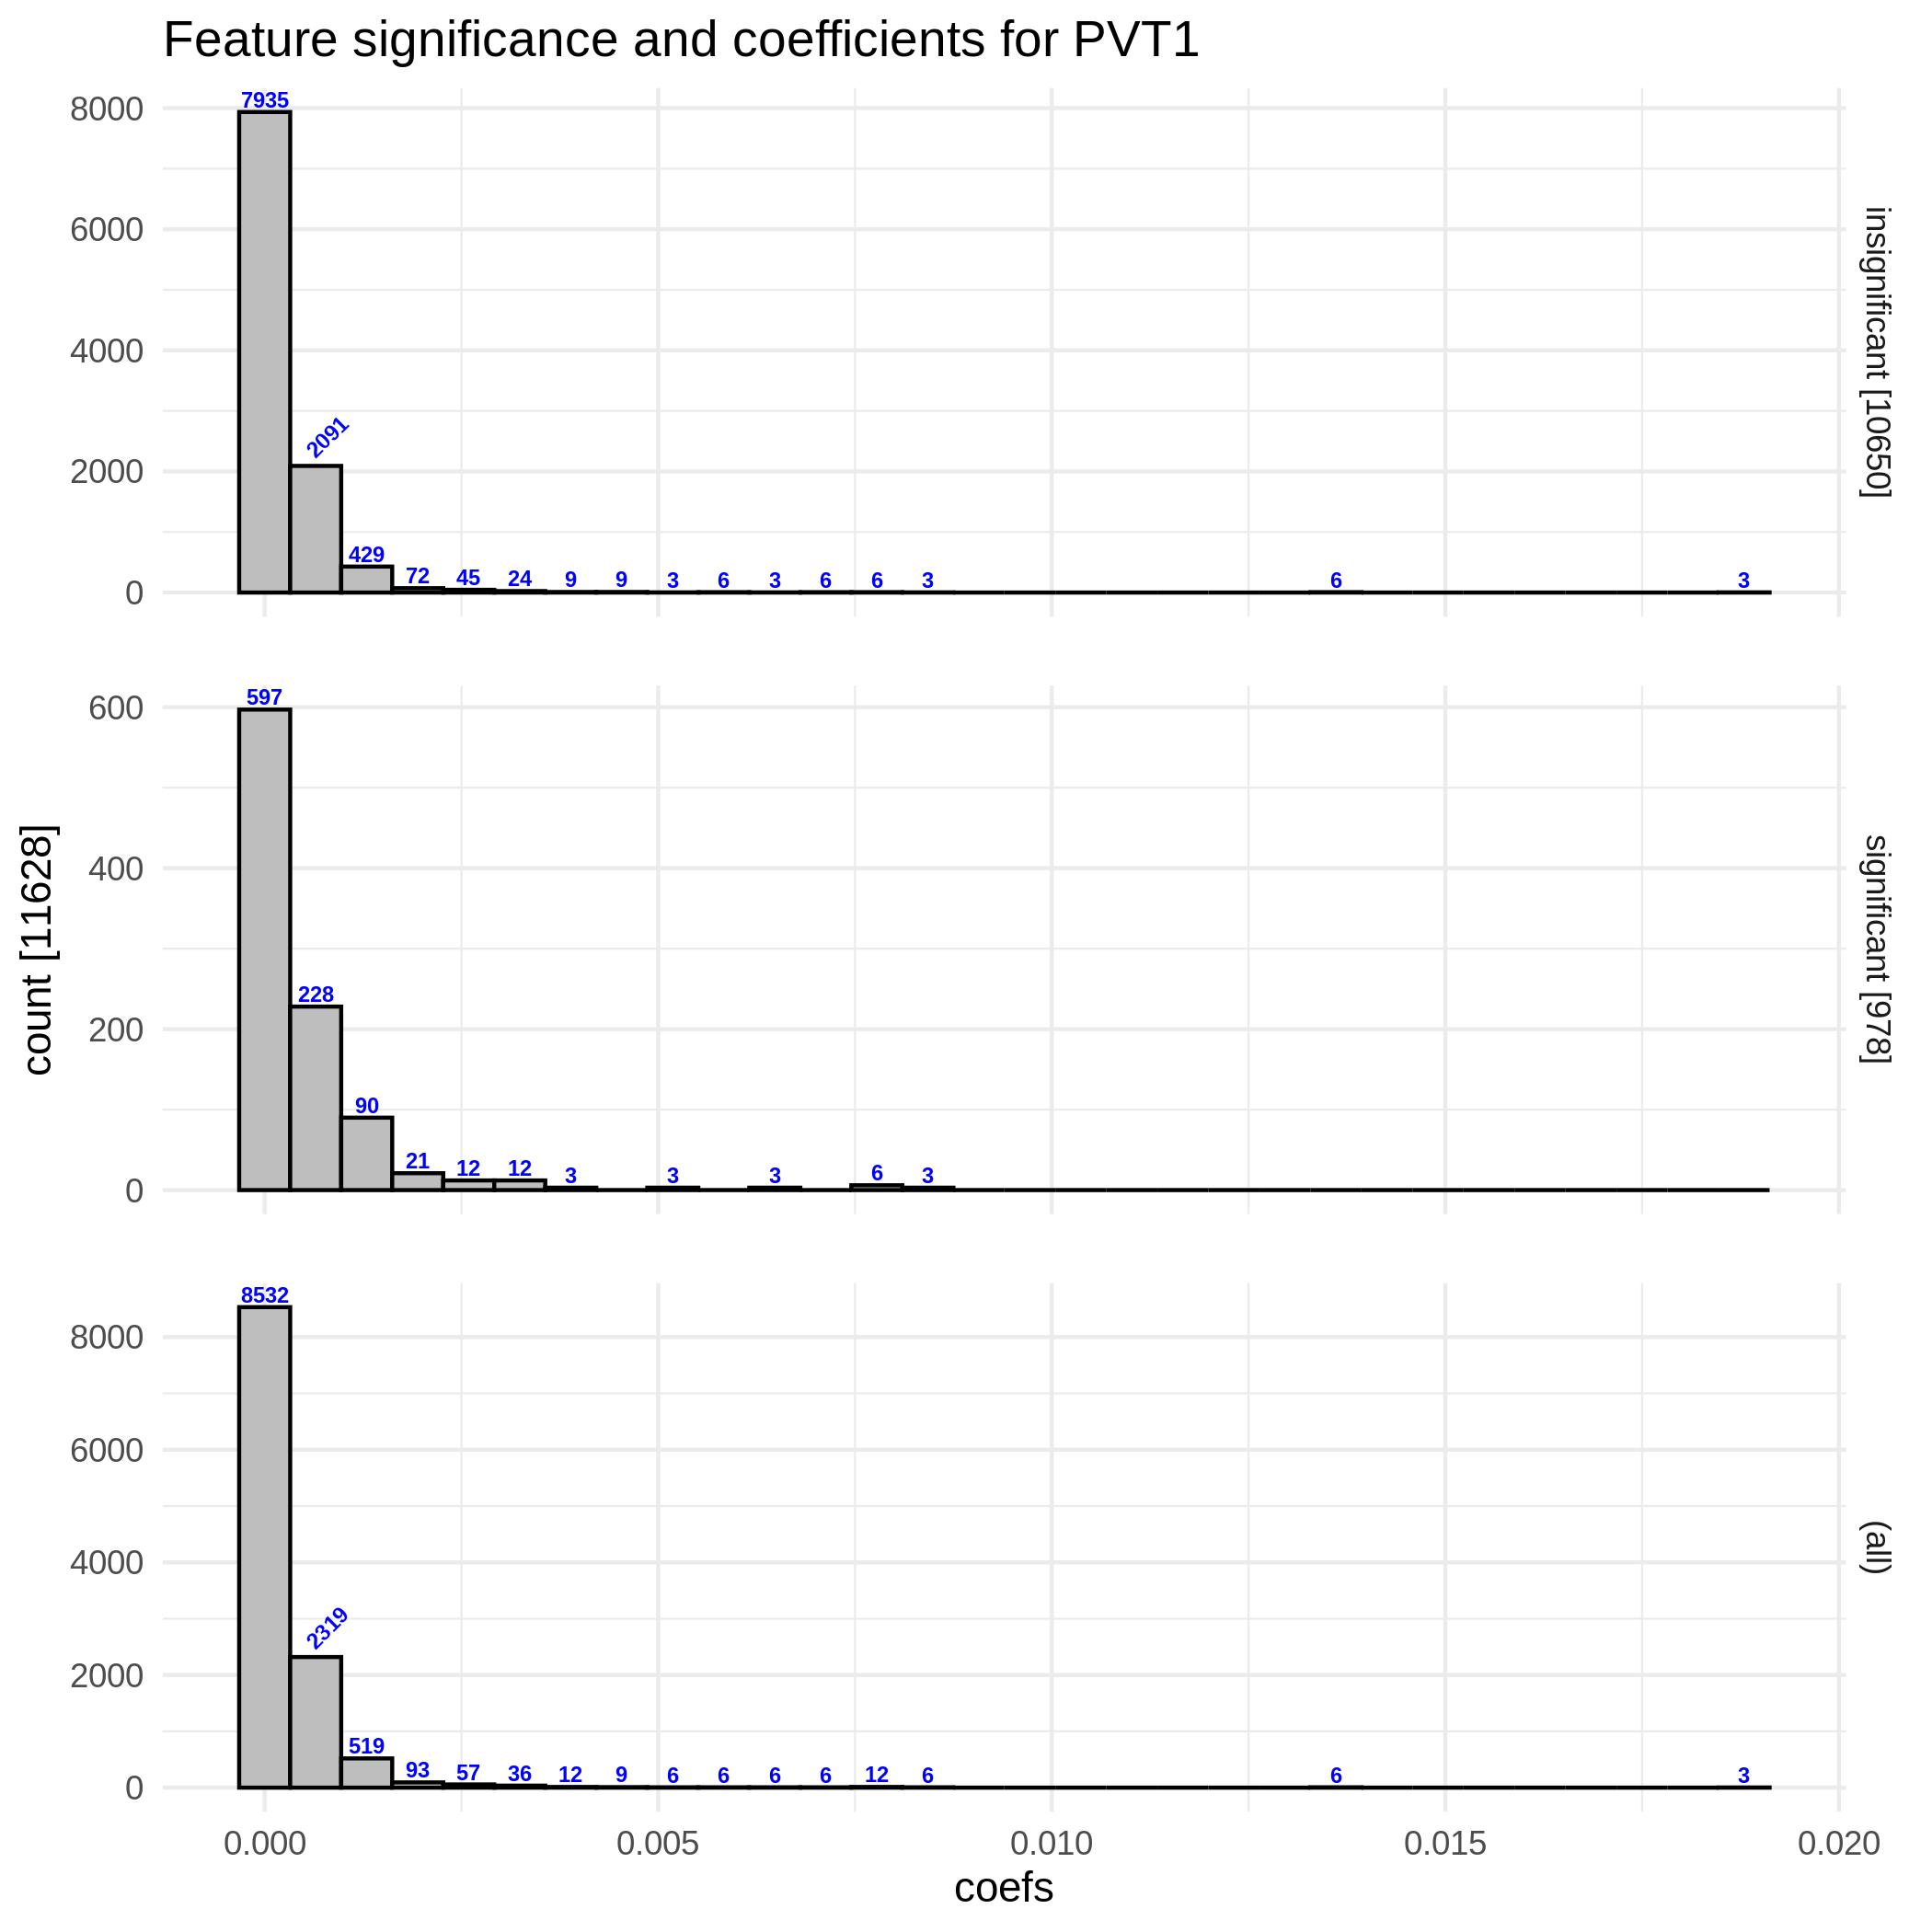 Feature significance and coefficients for PVT1
8000
6000
4000
2000
0
7935
2091
429 72 45 24 9 9 3 6 3 6 6 3 6 3
insignificant [10650]
count [11628]
600
400
200
0
597
228
90
21 12 12 3 3 3 6 3
significant [978]
8000
6000
4000
2000
0
8532
2319
519 93 57 36 12 9 6 6 6 6 12 6 6 3
(all)
0.000 0.005 0.010 0.015 0.020
coefs